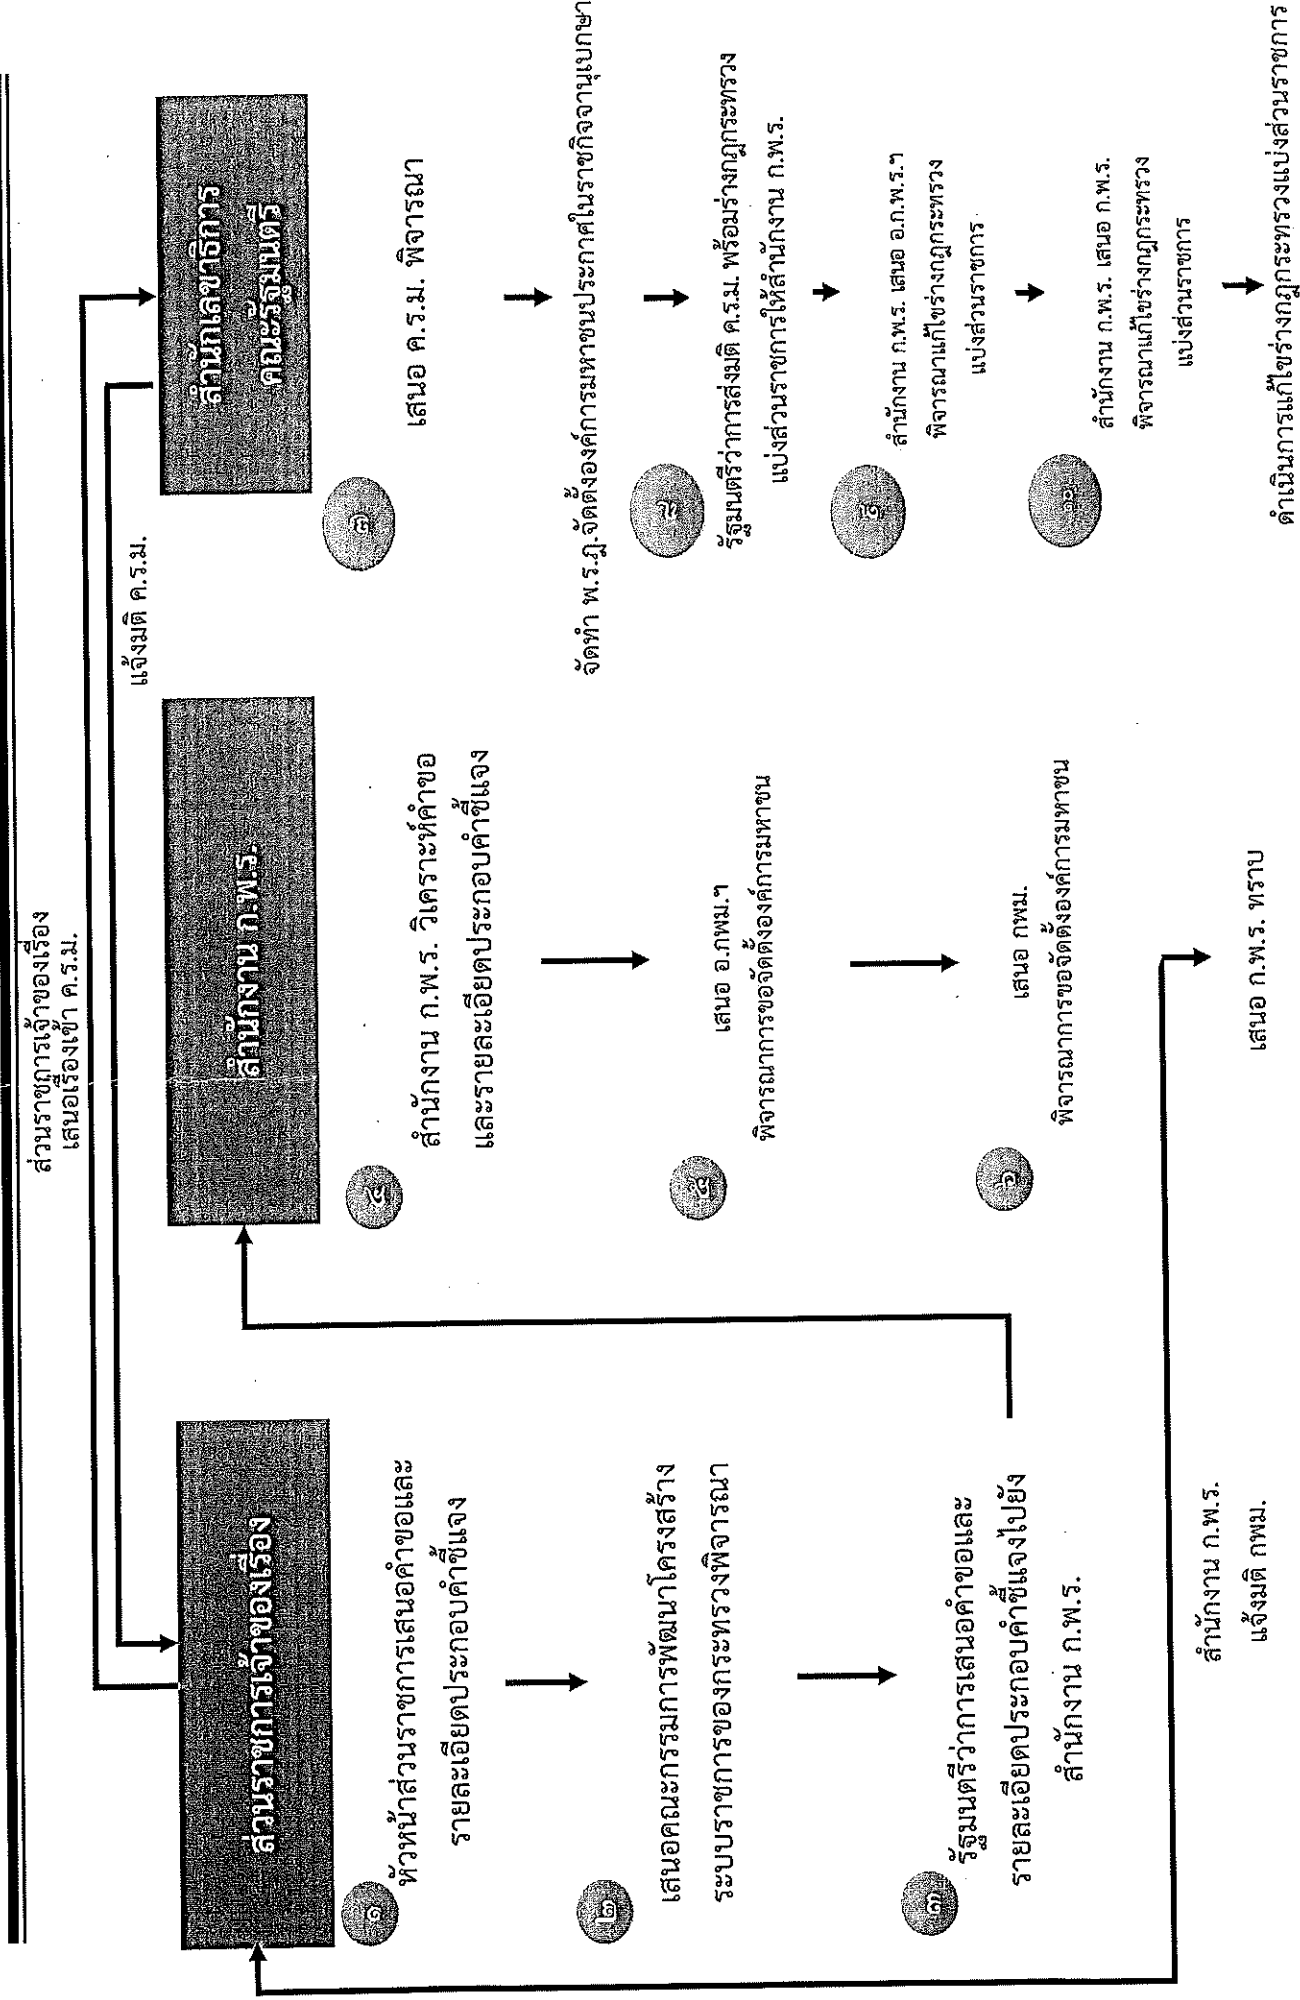 ส่วนราชการเจ้าของเรื่อง
เสนอเรื่องเข้า ค.ร.ม.
แจ้งมติ ค.ร.ม.
ส่วนราชการเจ้าของเรื่อง
๑
หัวหน้าส่วนราชการเสนอคำขอและ
รายละเอียดประกอบคำชี้แจง
๒
เสนอคณะกรรมการพัฒนาโครงสร้าง
ระบบราชการของกระทรวงพิจารณา
๓
รัฐมนตรีว่าการเสนอคำขอและ
รายละเอียดประกอบคำชี้แจงไปยัง
สำนักงาน ก.พ.ร.
สำนักงาน ก.พ.ร.
แจ้งมติ กพม.
สำนักงาน ก.พ.ร.
๔
สำนักงาน ก.พ.ร. วิเคราะห์คำขอ
และรายละเอียดประกอบคำชี้แจง
๕
เสนอ อ.กพม.ฯ
พิจารณาการขอจัดตั้งองค์การมหาชน
๖
เสนอ กพม.
พิจารณาการขอจัดตั้งองค์การมหาชน
เสนอ ก.พ.ร. ทราบ
สำนักเลขาธิการ
คณะรัฐมนตรี
๗
เสนอ ค.ร.ม. พิจารณา
จัดทำ พ.ร.ฎ.จัดตั้งองค์การมหาชนประกาศในราชกิจจานุเบกษา
๘
รัฐมนตรีว่าการส่งมติ ค.ร.ม. พร้อมร่างกฎกระทรวง
แบ่งส่วนราชการให้สำนักงาน ก.พ.ร.
๙
สำนักงาน ก.พ.ร. เสนอ อ.ก.พ.ร.ฯ
พิจารณาแก้ไขร่างกฎกระทรวง
แบ่งส่วนราชการ
๑๐
สำนักงาน ก.พ.ร. เสนอ ก.พ.ร.
พิจารณาแก้ไขร่างกฎกระทรวง
แบ่งส่วนราชการ
ดำเนินการแก้ไขร่างกฎกระทรวงแบ่งส่วนราชการ